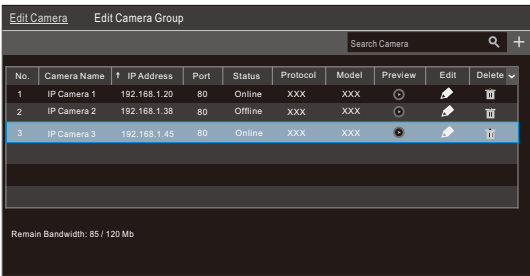 Edit Camera Edit Camera Group
Search Camera
No. Camera Name ↑ IP Address Port Status Protocol Model Preview Edit Delete
1 IP Camera 1 192.168.1.20 80 Online XXX XXX
2 IP Camera 2 192.168.1.38 80 Offline XXX XXX
3 IP Camera 3 192.168.1.45 80 Online XXX XXX
Remain Bandwidth: 85 / 120 Mb